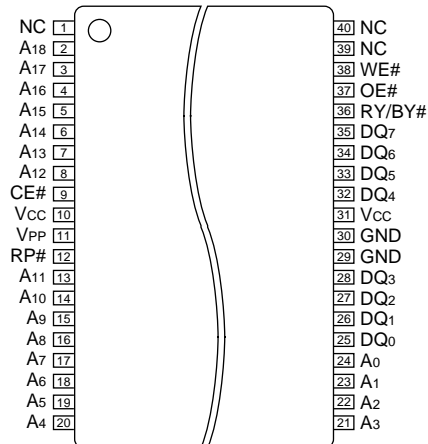 NC 1 40 NC
A18 2 39 NC
A17 3 38 WE#
A16 4 37 OE#
A15 5 36 RY/BY#
A14 6 35 DQ7
A13 7 34 DQ6
A12 8 33 DQ5
CE# 9 32 DQ4
VCC 10 31 VCC
VPP 11 30 GND
RP# 12 29 GND
A11 13 28 DQ3
A10 14 27 DQ2
A9 15 26 DQ1
A8 16 25 DQ0
A7 17 24 A0
A6 18 23 A1
A5 19 22 A2
A4 20 21 A3